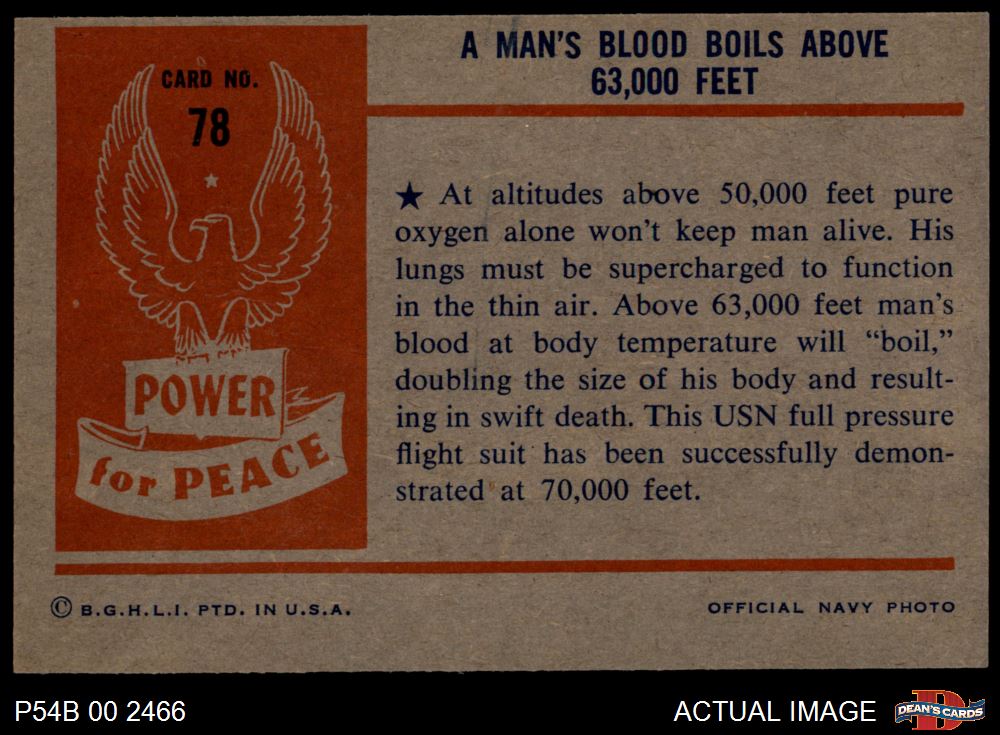 CARD NO.
78
POWER
for PEACE
A MAN'S BLOOD BOILS ABOVE
63,000 FEET
★ At altitudes above 50,000 feet pure
oxygen alone won't keep man alive. His
lungs must be supercharged to function
in the thin air. Above 63,000 feet man's
blood at body temperature will “boil,”
doubling the size of his body and result-
ing in swift death. This USN full pressure
flight suit has been successfully demon-
strated at 70,000 feet.
© B.G.H.L.I. PTD. IN U.S.A.
OFFICIAL NAVY PHOTO
P54B 00 2466
ACTUAL IMAGE
D
DEAN'S CARDS